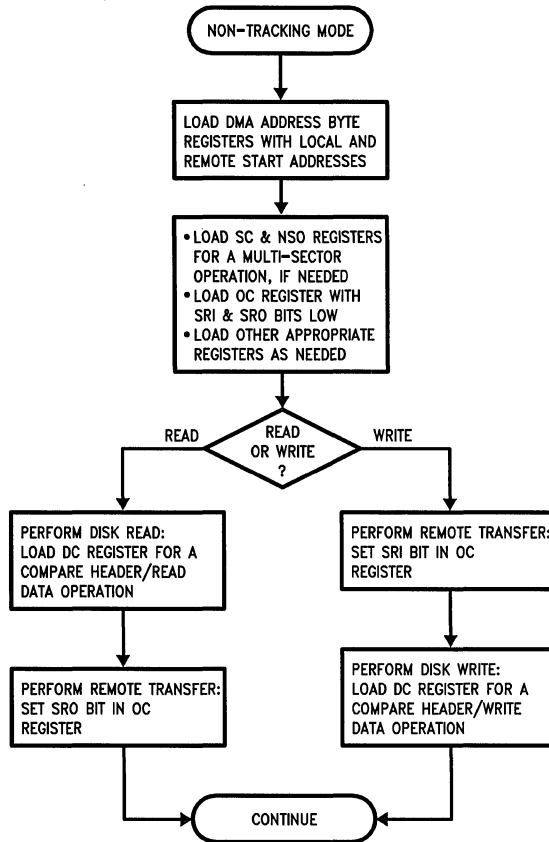 NON-TRACKING MODE
LOAD DMA ADDRESS BYTE
REGISTERS WITH LOCAL AND
REMOTE START ADDRESSES
• LOAD SC & NSO REGISTERS
FOR A MULTI-SECTOR
OPERATION, IF NEEDED
• LOAD OC REGISTER WITH
SRI & SRO BITS LOW
• LOAD OTHER APPROPRIATE
REGISTERS AS NEEDED
READ
OR WRITE
?
READ
WRITE
PERFORM DISK READ:
LOAD DC REGISTER FOR A
COMPARE HEADER/READ
DATA OPERATION
PERFORM REMOTE TRANSFER:
SET SRO BIT IN OC
REGISTER
PERFORM REMOTE TRANSFER:
SET SRI BIT IN OC
REGISTER
PERFORM DISK WRITE:
LOAD DC REGISTER FOR A
COMPARE HEADER/WRITE
DATA OPERATION
CONTINUE